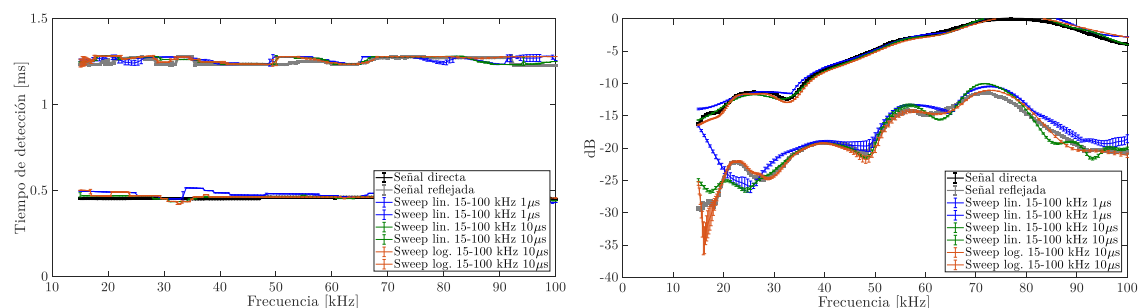 Tiempo de detección [ms]
1.5
1
0.5
0
10
20
30
40
50
60
70
80
90
100
Frecuencia [kHz]
Señal directa
Señal reflejada
Sweep lin. 15-100 kHz 1μs
Sweep lin. 15-100 kHz 1μs
Sweep lin. 15-100 kHz 10μs
Sweep lin. 15-100 kHz 10μs
Sweep log. 15-100 kHz 10μs
Sweep log. 15-100 kHz 10μs
dB
0
-5
-10
-15
-20
-25
-30
-35
-40
0
10
20
30
40
50
60
70
80
90
100
Frecuencia [kHz]
Señal directa
Señal reflejada
Sweep lin. 15-100 kHz 1μs
Sweep lin. 15-100 kHz 1μs
Sweep lin. 15-100 kHz 10μs
Sweep lin. 15-100 kHz 10μs
Sweep log. 15-100 kHz 10μs
Sweep log. 15-100 kHz 10μs